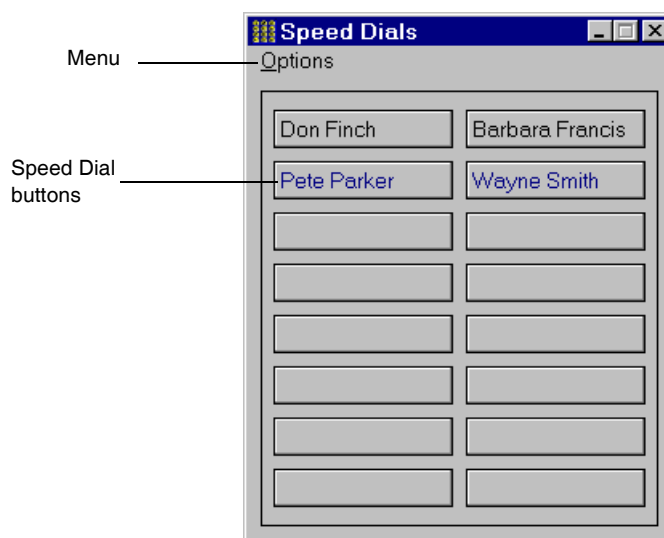 Speed Dials
Menu
Options
Don Finch
Barbara Francis
Speed Dial
buttons
Pete Parker
Wayne Smith